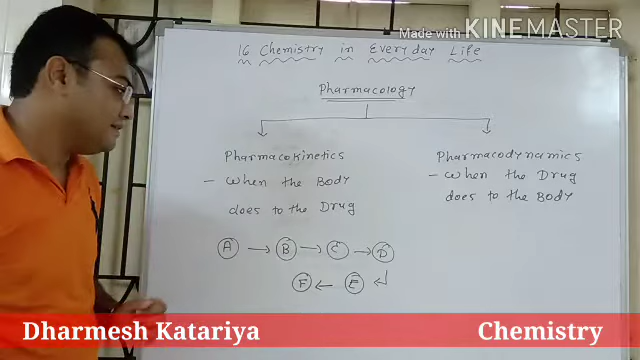 Made with KINEMASTER
16 Chemistry in Everyday Life
Pharmacology
Pharmacokinetics
- When the Body
does to the Drug
Pharmacodynamics
- When the Drug
does to the Body
A → B → C → D
F ← E ↲
Dharmesh Katariya
Chemistry